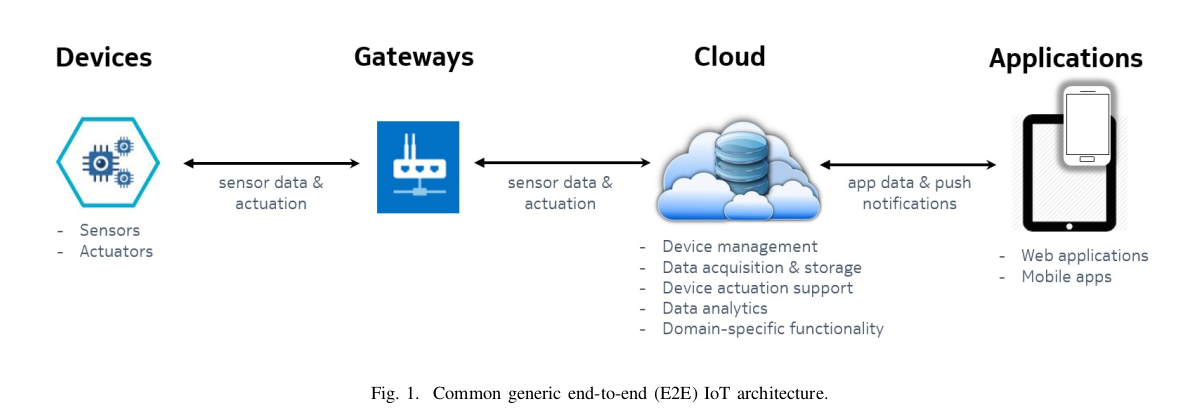 Devices
Gateways
Cloud
Applications
sensor data &
actuation
sensor data &
actuation
app data & push
notifications
- Sensors
- Actuators
- Device management
- Data acquisition & storage
- Device actuation support
- Data analytics
- Domain-specific functionality
- Web applications
- Mobile apps
Fig. 1. Common generic end-to-end (E2E) IoT architecture.